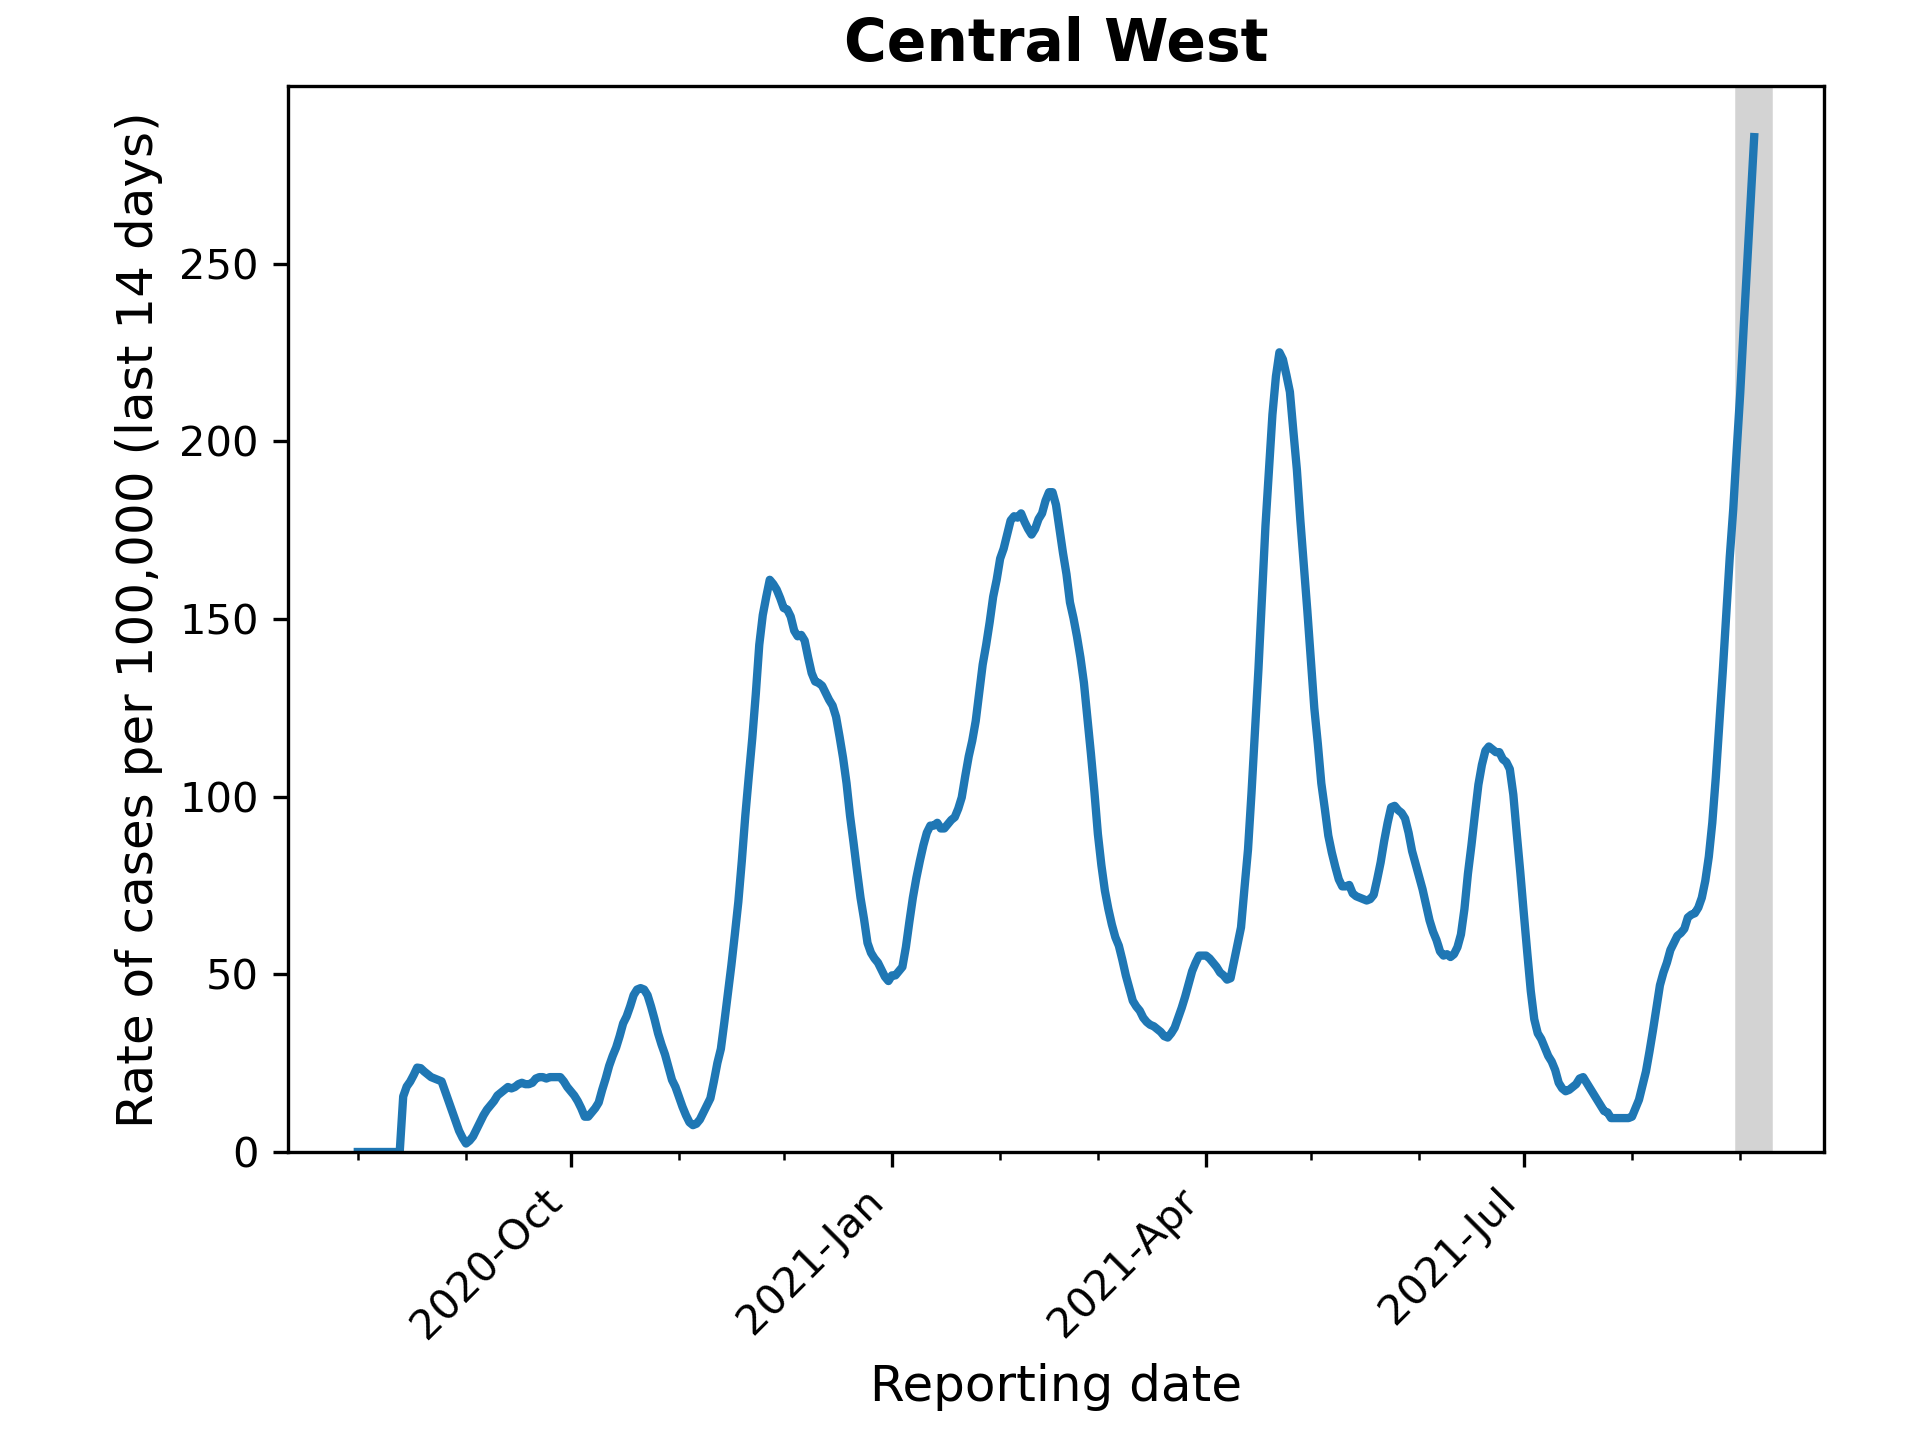 Central West
Rate of cases per 100,000 (last 14 days)
250
200
150
100
50
0
2020-Oct
2021-Jan
2021-Apr
2021-Jul
Reporting date